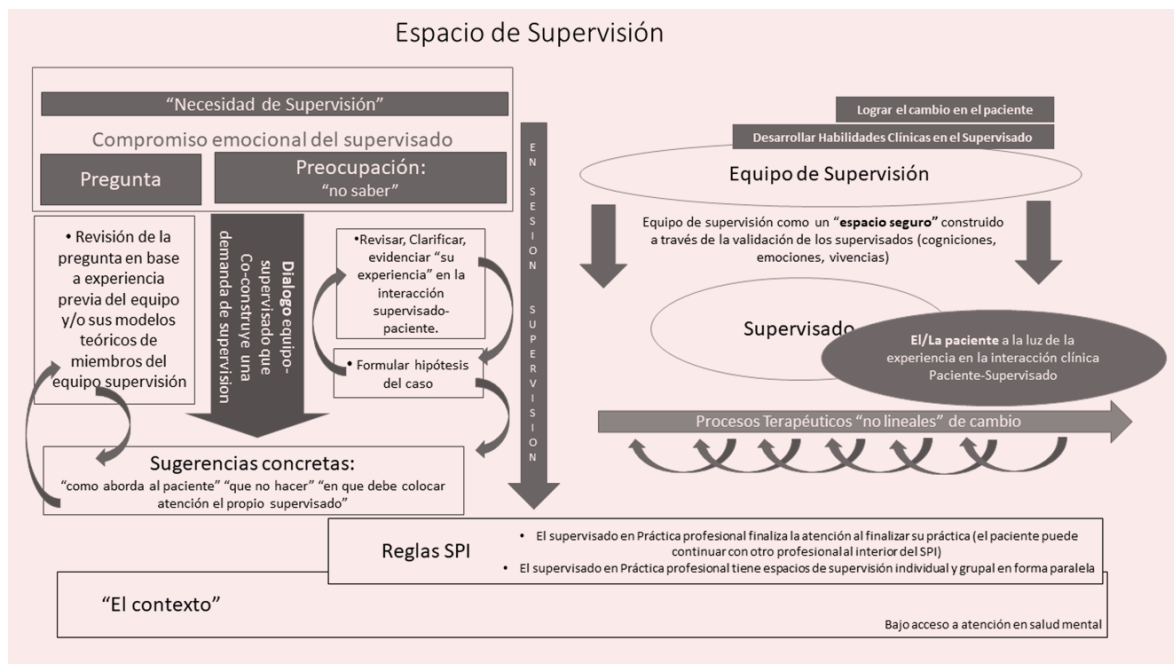 Espacio de Supervisión
“Necesidad de Supervisión”
Compromiso emocional del supervisado
Pregunta
Preocupación:
“no saber”
• Revisión de la
pregunta en base
a experiencia
previa del equipo
y/o sus modelos
teóricos de
miembros del
equipo supervisión
Dialogo equipo-
supervisado que
Co-construye una
demanda de supervision
•Revisar, Clarificar,
evidenciar “su
experiencia” en la
interacción
supervisado-
paciente.
• Formular hipótesis
del caso
Sugerencias concretas:
“como aborda al paciente” “que no hacer” “en que debe colocar
atención el propio supervisado”
EN SESION SUPERVISION
Lograr el cambio en el paciente
Desarrollar Habilidades Clínicas en el Supervisado
Equipo de Supervisión
Equipo de supervisión como un “espacio seguro” construido
a través de la validación de los supervisados (cogniciones,
emociones, vivencias)
Supervisado
El/La paciente a la luz de la
experiencia en la interacción clínica
Paciente-Supervisado
Procesos Terapéuticos “no lineales” de cambio
Reglas SPI
• El supervisado en Práctica profesional finaliza la atención al finalizar su práctica (el paciente puede
continuar con otro profesional al interior del SPI)
• El supervisado en Práctica profesional tiene espacios de supervisión individual y grupal en forma paralela
“El contexto”
Bajo acceso a atención en salud mental